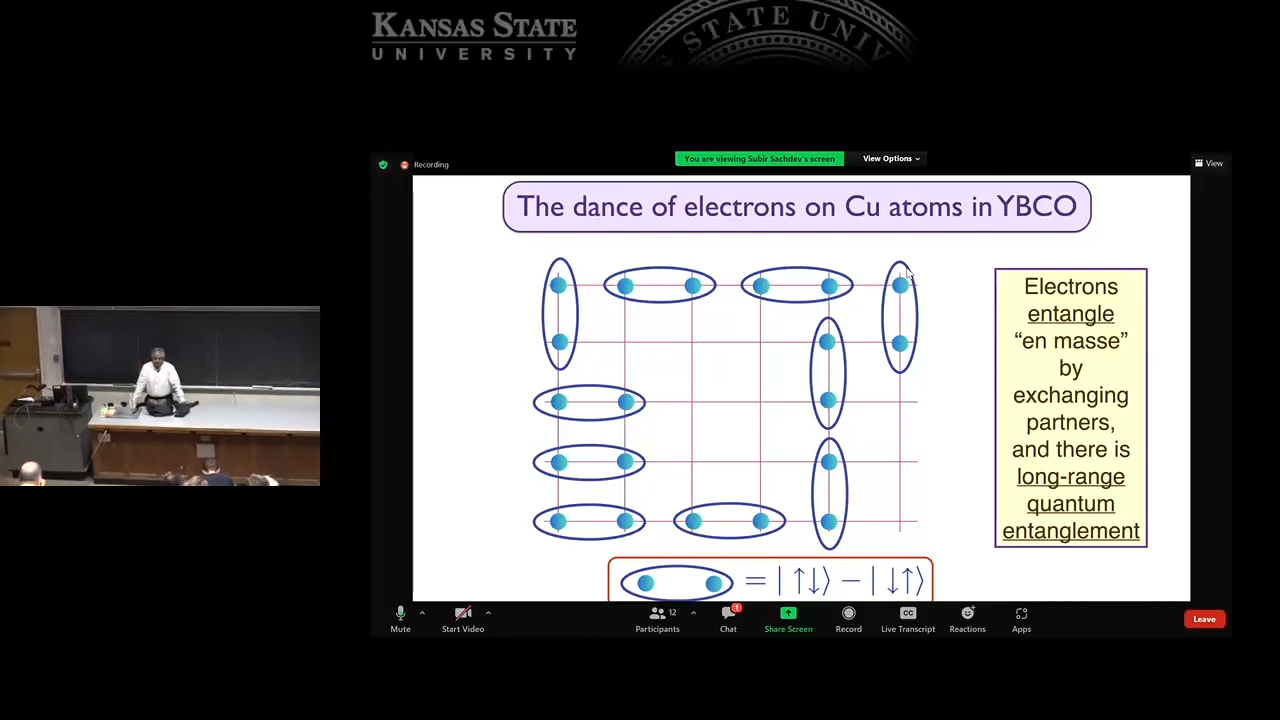 KANSAS STATE
UNIVERSITY
STATE UNIV
Recording
You are viewing Subir Sachdev's screen
View Options
View
The dance of electrons on Cu atoms in YBCO
Electrons
entangle
“en masse”
by
exchanging
partners,
and there is
long-range
quantum
entanglement
= | ↑↓⟩ − | ↓↑⟩
Mute
Start Video
Participants
12
Chat
1
Share Screen
Record
CC
Live Transcript
Reactions
Apps
Leave